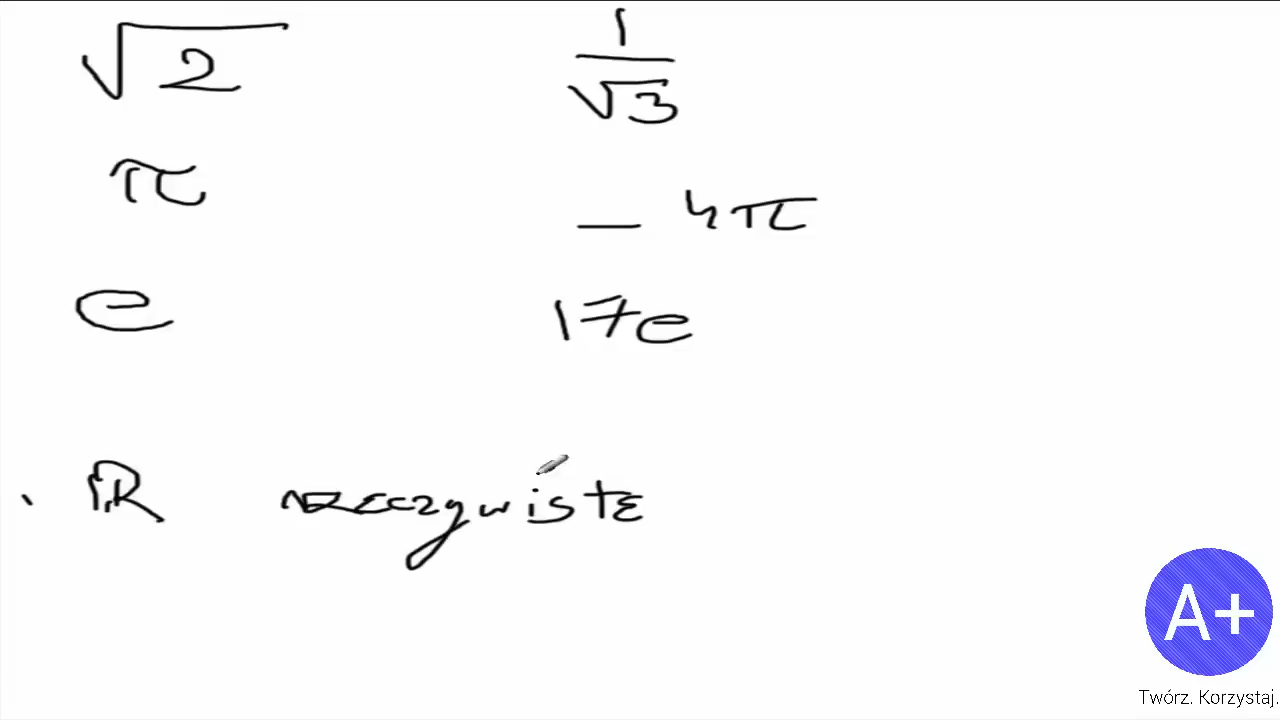 √2
1/√3
π
- 4π
e
17e
ℝ rzeczywiste
A+
Twórz. Korzystaj.